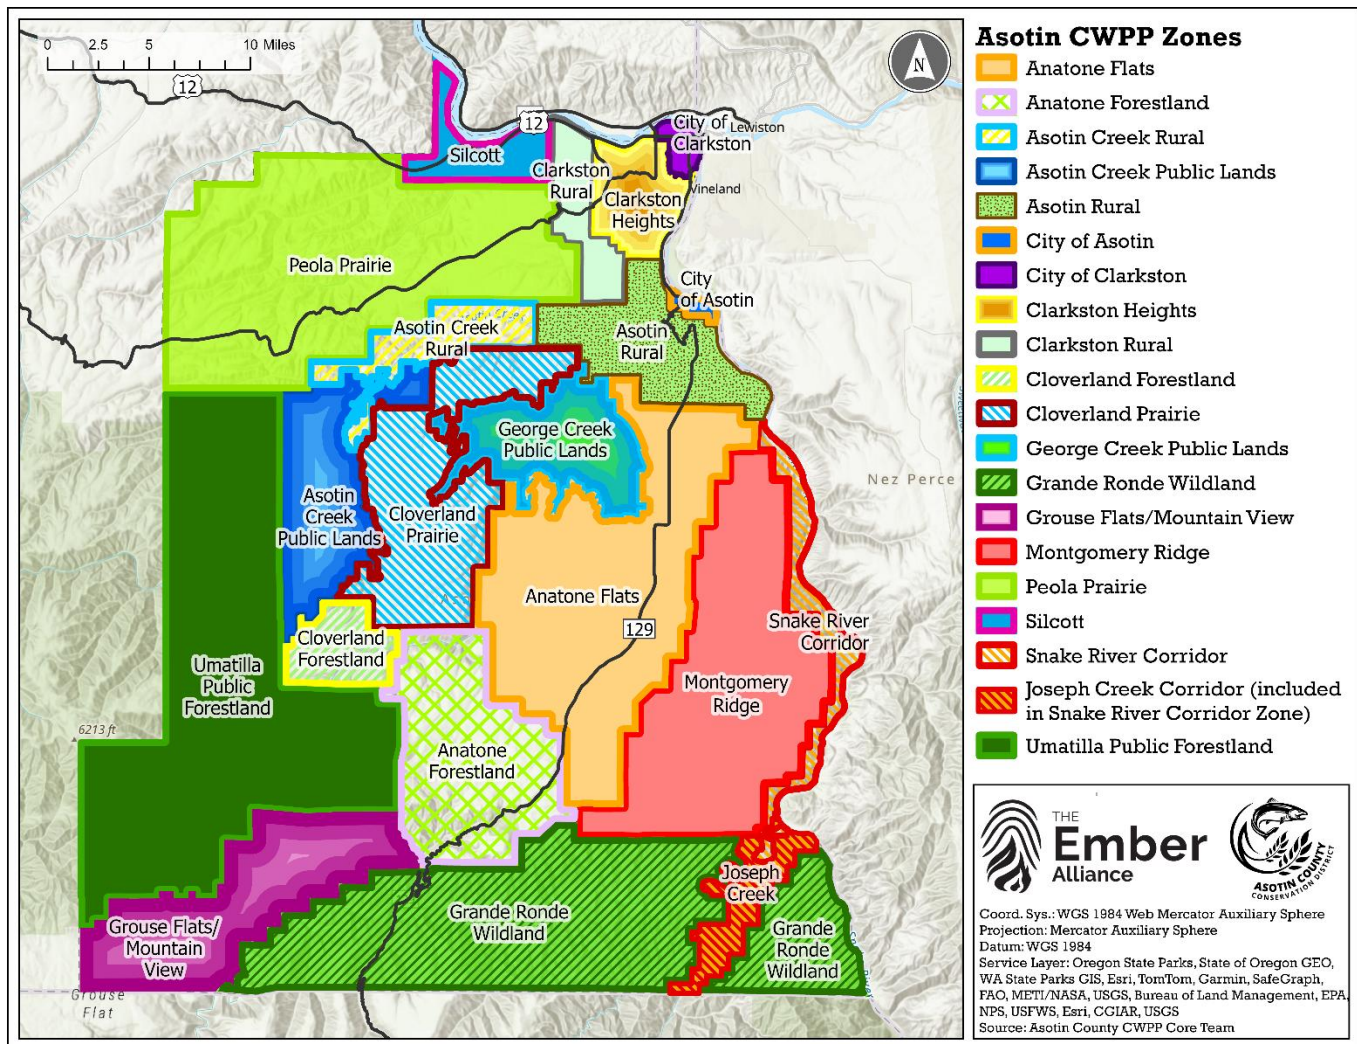 0 2.5 5 10 Miles
12
N
12
City of
Clarkston
Lewiston
Silcott
Clarkston
Rural
Vineland
Clarkston
Heights
Peola Prairie
City
of Asotin
Asotin Creek
Rural
Asotin
Rural
George Creek
Public Lands
Nez Perce
Asotin
Creek
Public Lands
Cloverland
Prairie
Anatone Flats
129
Snake River
Corridor
Cloverland
Forestland
Umatilla
Public
Forestland
Montgomery
Ridge
6213 ft
Anatone
Forestland
Joseph
Creek
Grande Ronde
Wildland
Grouse Flats/
Mountain
View
Grande
Ronde
Wildland
Grouse
Flat
Asotin CWPP Zones
Anatone Flats
Anatone Forestland
Asotin Creek Rural
Asotin Creek Public Lands
Asotin Rural
City of Asotin
City of Clarkston
Clarkston Heights
Clarkston Rural
Cloverland Forestland
Cloverland Prairie
George Creek Public Lands
Grande Ronde Wildland
Grouse Flats/Mountain View
Montgomery Ridge
Peola Prairie
Silcott
Snake River Corridor
Joseph Creek Corridor (included
in Snake River Corridor Zone)
Umatilla Public Forestland
THE
Ember
Alliance
ASOTIN COUNTY
CONSERVATION DISTRICT
Coord. Sys.: WGS 1984 Web Mercator Auxiliary Sphere
Projection: Mercator Auxiliary Sphere
Datum: WGS 1984
Service Layer: Oregon State Parks, State of Oregon GEO,
WA State Parks GIS, Esri, TomTom, Garmin, SafeGraph,
FAO, METI/NASA, USGS, Bureau of Land Management, EPA,
NPS, USFWS, Esri, CGIAR, USGS
Source: Asotin County CWPP Core Team